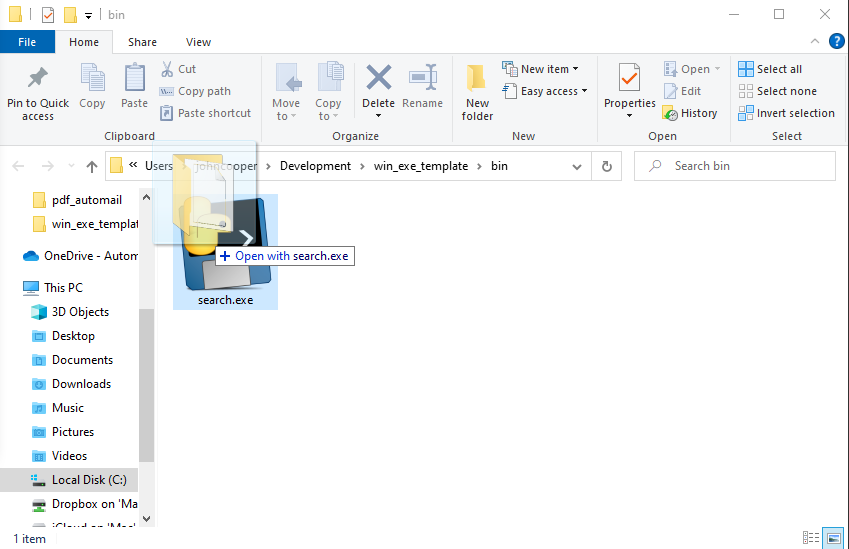 bin
File Home Share View
Pin to Quick access
Copy
Paste
Cut
Copy path
Paste shortcut
Clipboard
Move to
Copy to
Delete
Rename
Organize
New folder
New item
Easy access
New
Properties
Open
Edit
History
Open
Select all
Select none
Invert selection
Select
« Users › johncooper › Development › win_exe_template › bin
Search bin
pdf_automail
win_exe_templat
OneDrive - Autom
This PC
3D Objects
Desktop
Documents
Downloads
Music
Pictures
Videos
Local Disk (C:)
Dropbox on 'Ma
iCloud on 'Mac'
+ Open with search.exe
search.exe
1 item